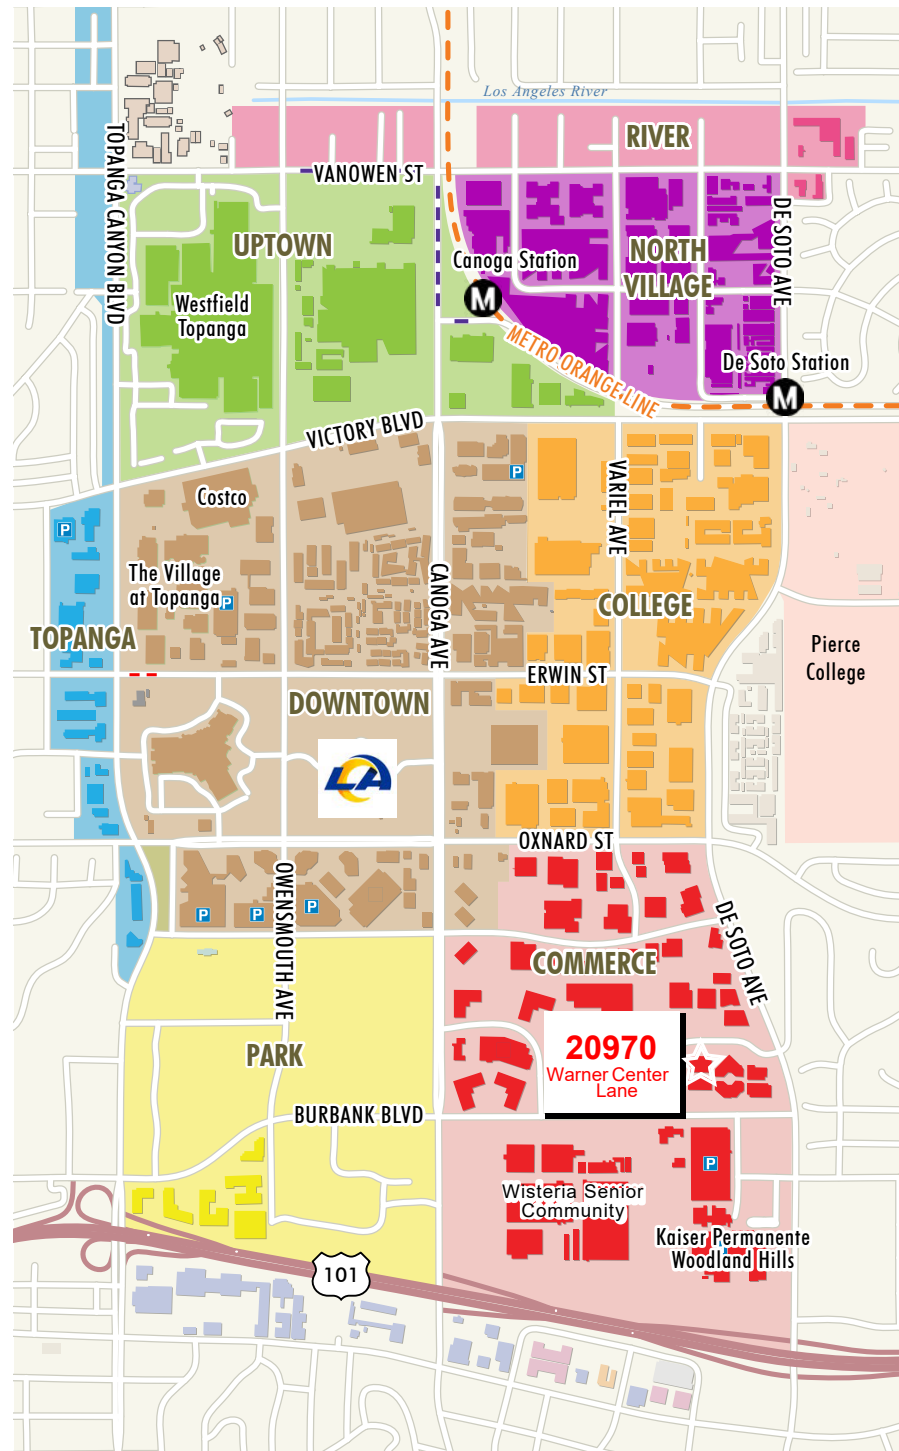 Los Angeles River
RIVER
TOPANGA CANYON BLVD
VANOWEN ST
DE SOTO AVE
UPTOWN
NORTH
VILLAGE
Canoga Station
M
Westfield
Topanga
METRO ORANGE LINE
De Soto Station
M
VICTORY BLVD
VARIEL AVE
P
Costco
P
CANOGA AVE
The Village
at Topanga
P
COLLEGE
TOPANGA
Pierce
College
ERWIN ST
DOWNTOWN
LA
OXNARD ST
OWENSMOUTH AVE
P
P
P
DE SOTO AVE
COMMERCE
20970
Warner Center
Lane
PARK
BURBANK BLVD
P
Wisteria Senior
Community
Kaiser Permanente
Woodland Hills
101